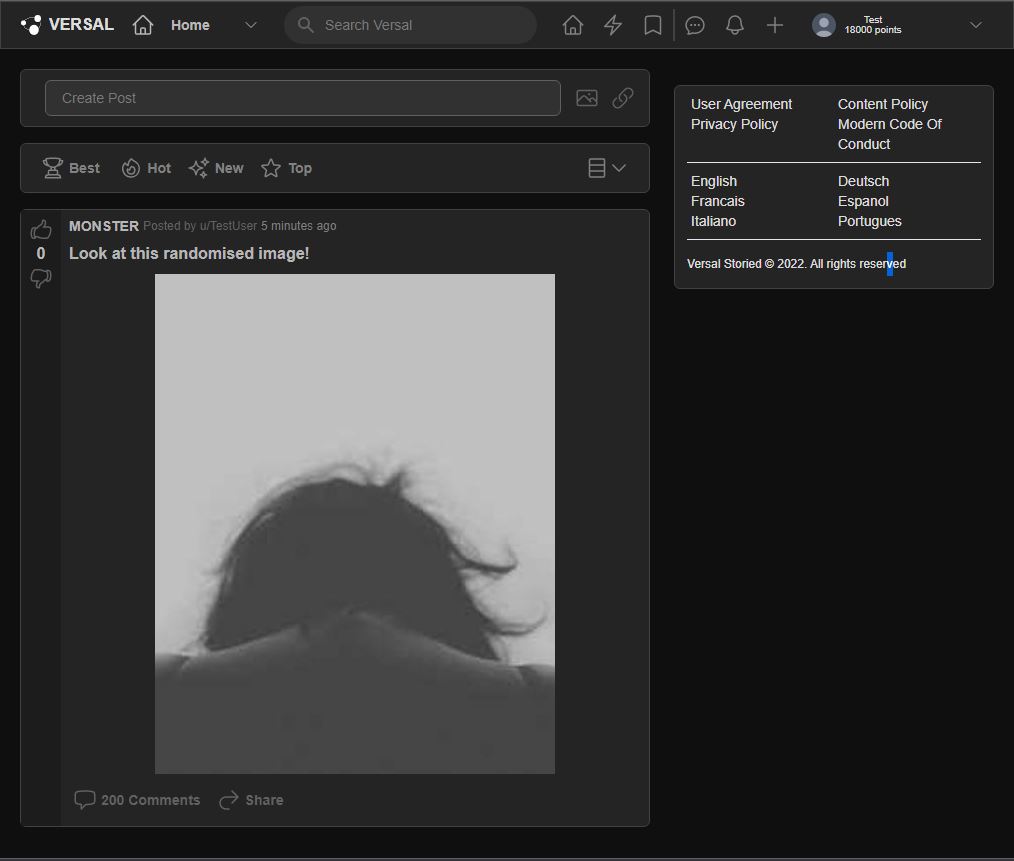 VERSAL
Home
Search Versal
Test
18000 points
Create Post
Best
Hot
New
Top
MONSTER Posted by u/TestUser 5 minutes ago
0
Look at this randomised image!
200 Comments
Share
User Agreement
Content Policy
Privacy Policy
Modern Code Of
Conduct
English
Deutsch
Francais
Espanol
Italiano
Portugues
Versal Storied © 2022. All rights reserved